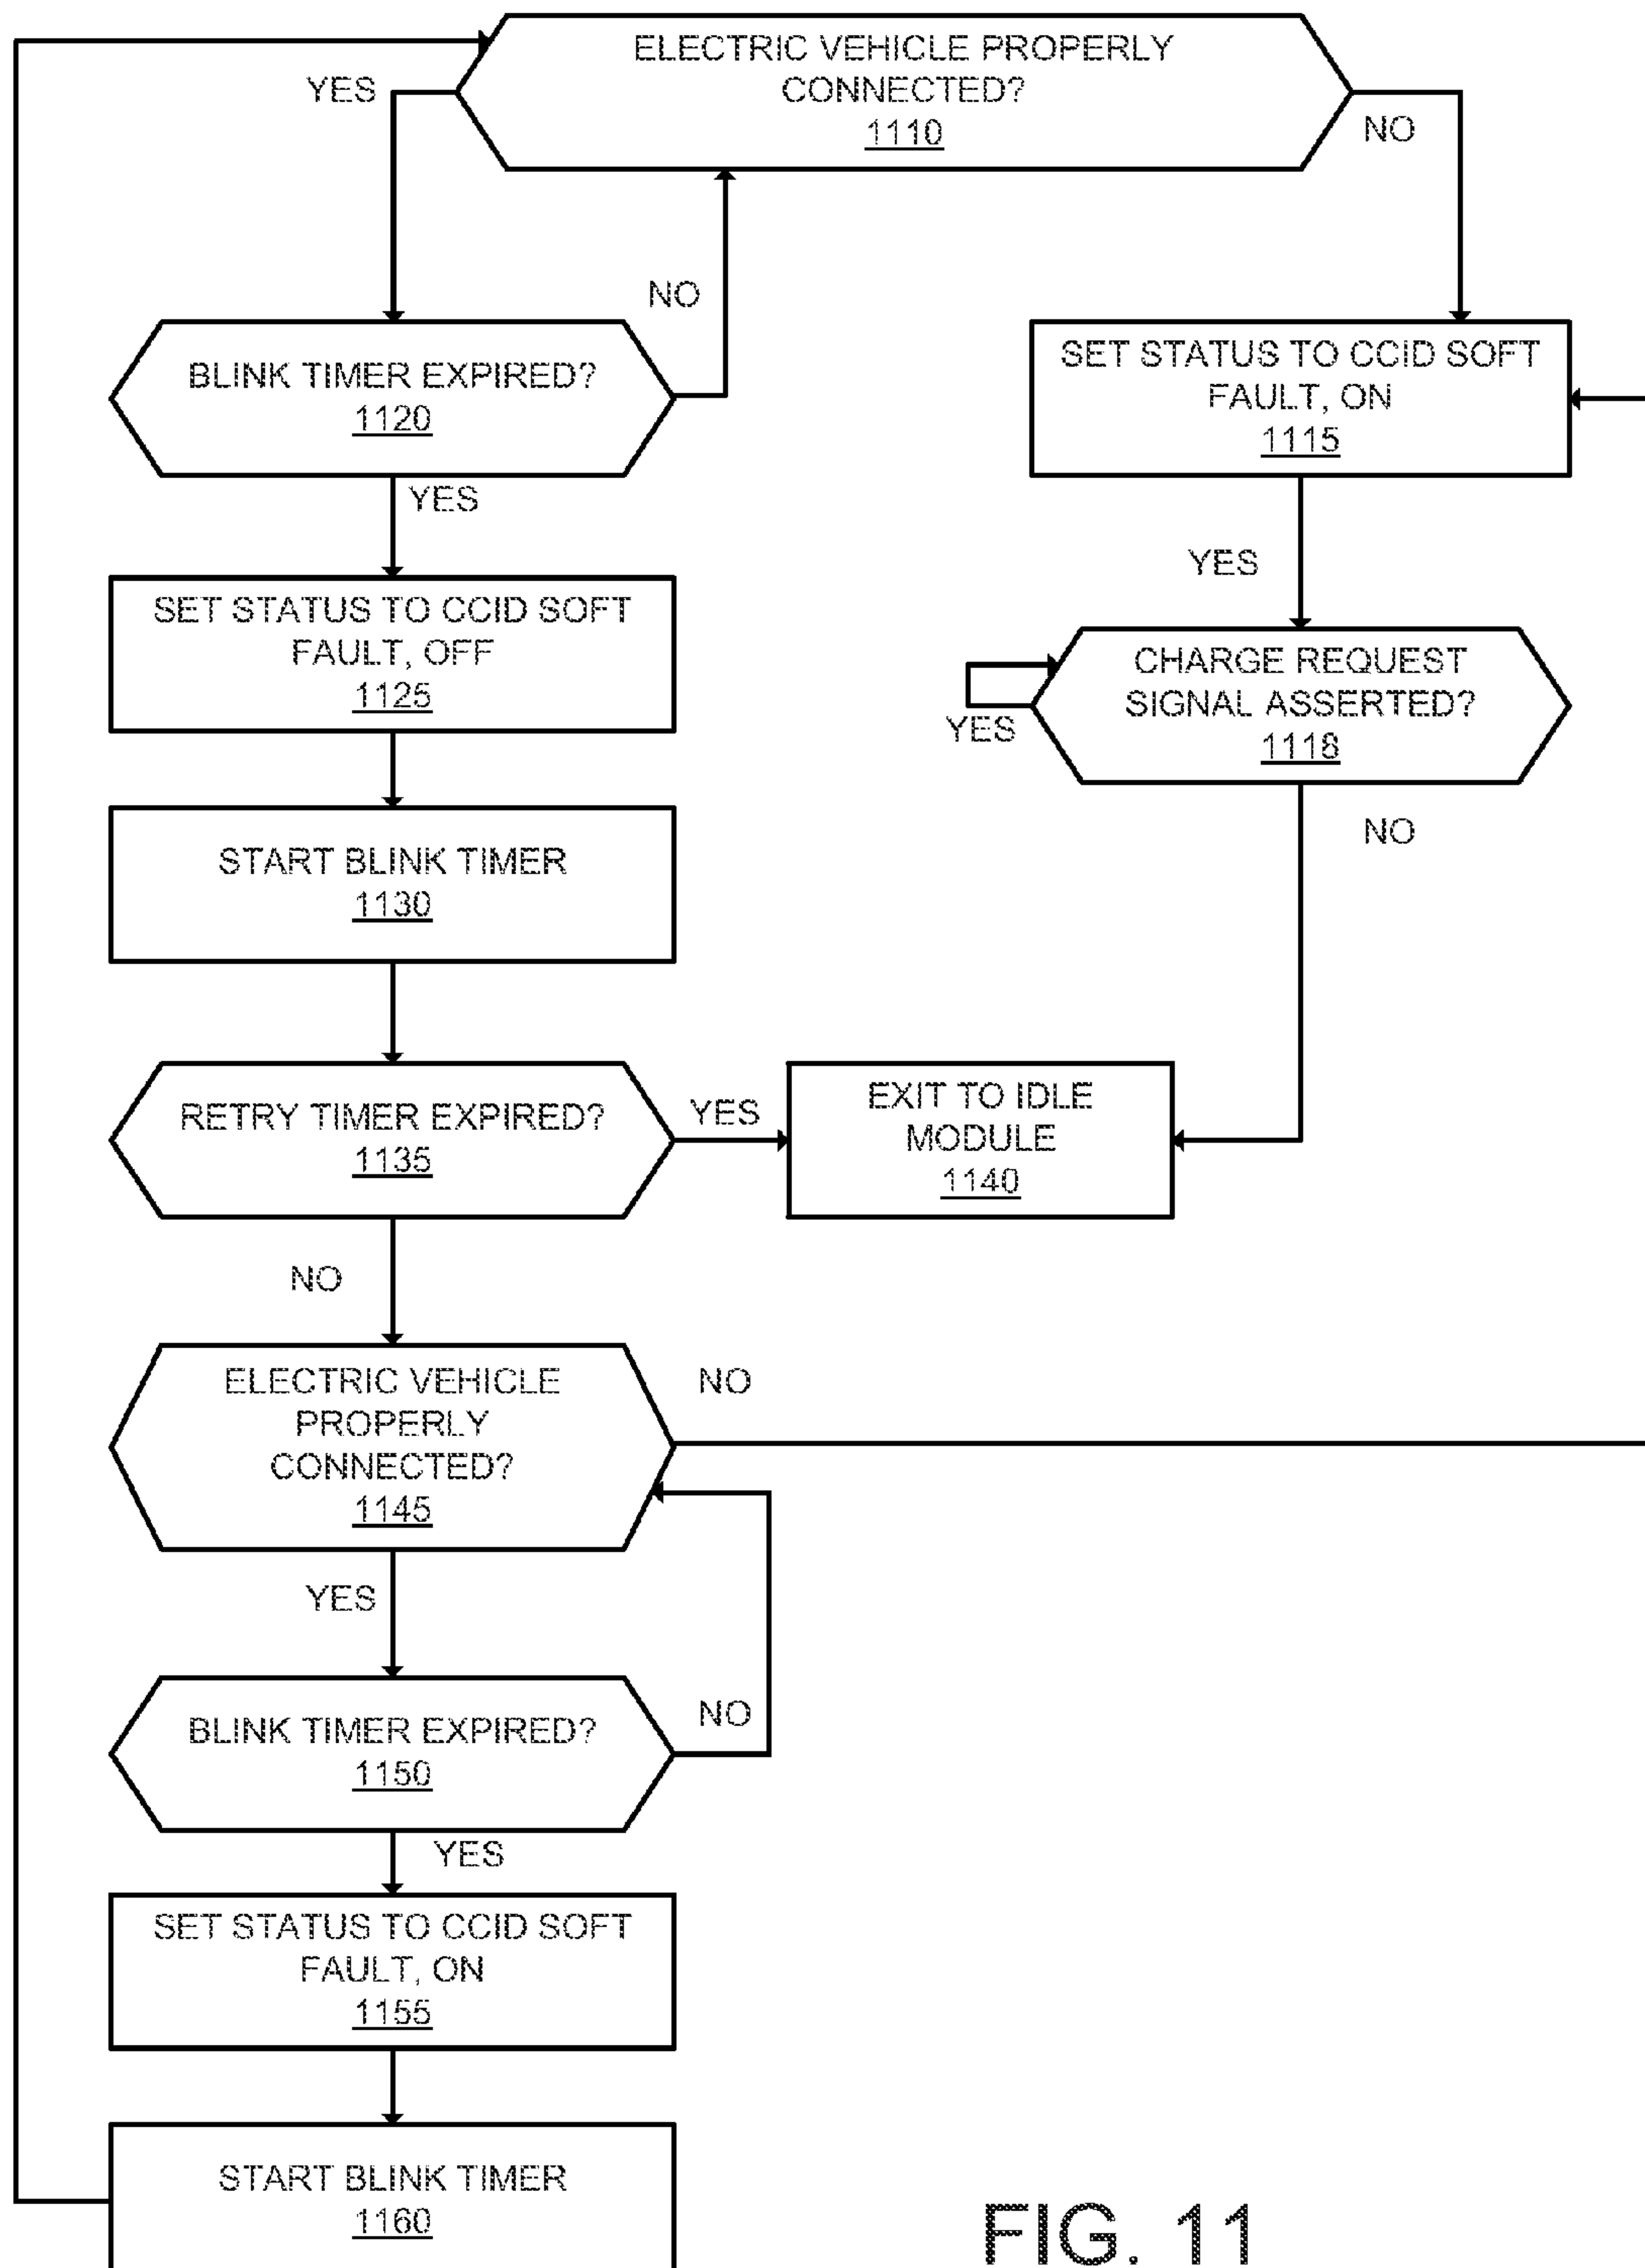 ELECTRIC VEHICLE PROPERLY
CONNECTED?
1110
YES
NO
NO
BLINK TIMER EXPIRED?
1120
SET STATUS TO CCID SOFT
FAULT, ON
1115
YES
YES
SET STATUS TO CCID SOFT
FAULT, OFF
1125
CHARGE REQUEST
SIGNAL ASSERTED?
1118
YES
NO
START BLINK TIMER
1130
RETRY TIMER EXPIRED?
1135
YES
EXIT TO IDLE
MODULE
1140
NO
ELECTRIC VEHICLE
PROPERLY
CONNECTED?
1145
NO
YES
BLINK TIMER EXPIRED?
1150
NO
YES
SET STATUS TO CCID SOFT
FAULT, ON
1155
START BLINK TIMER
1160
FIG. 11